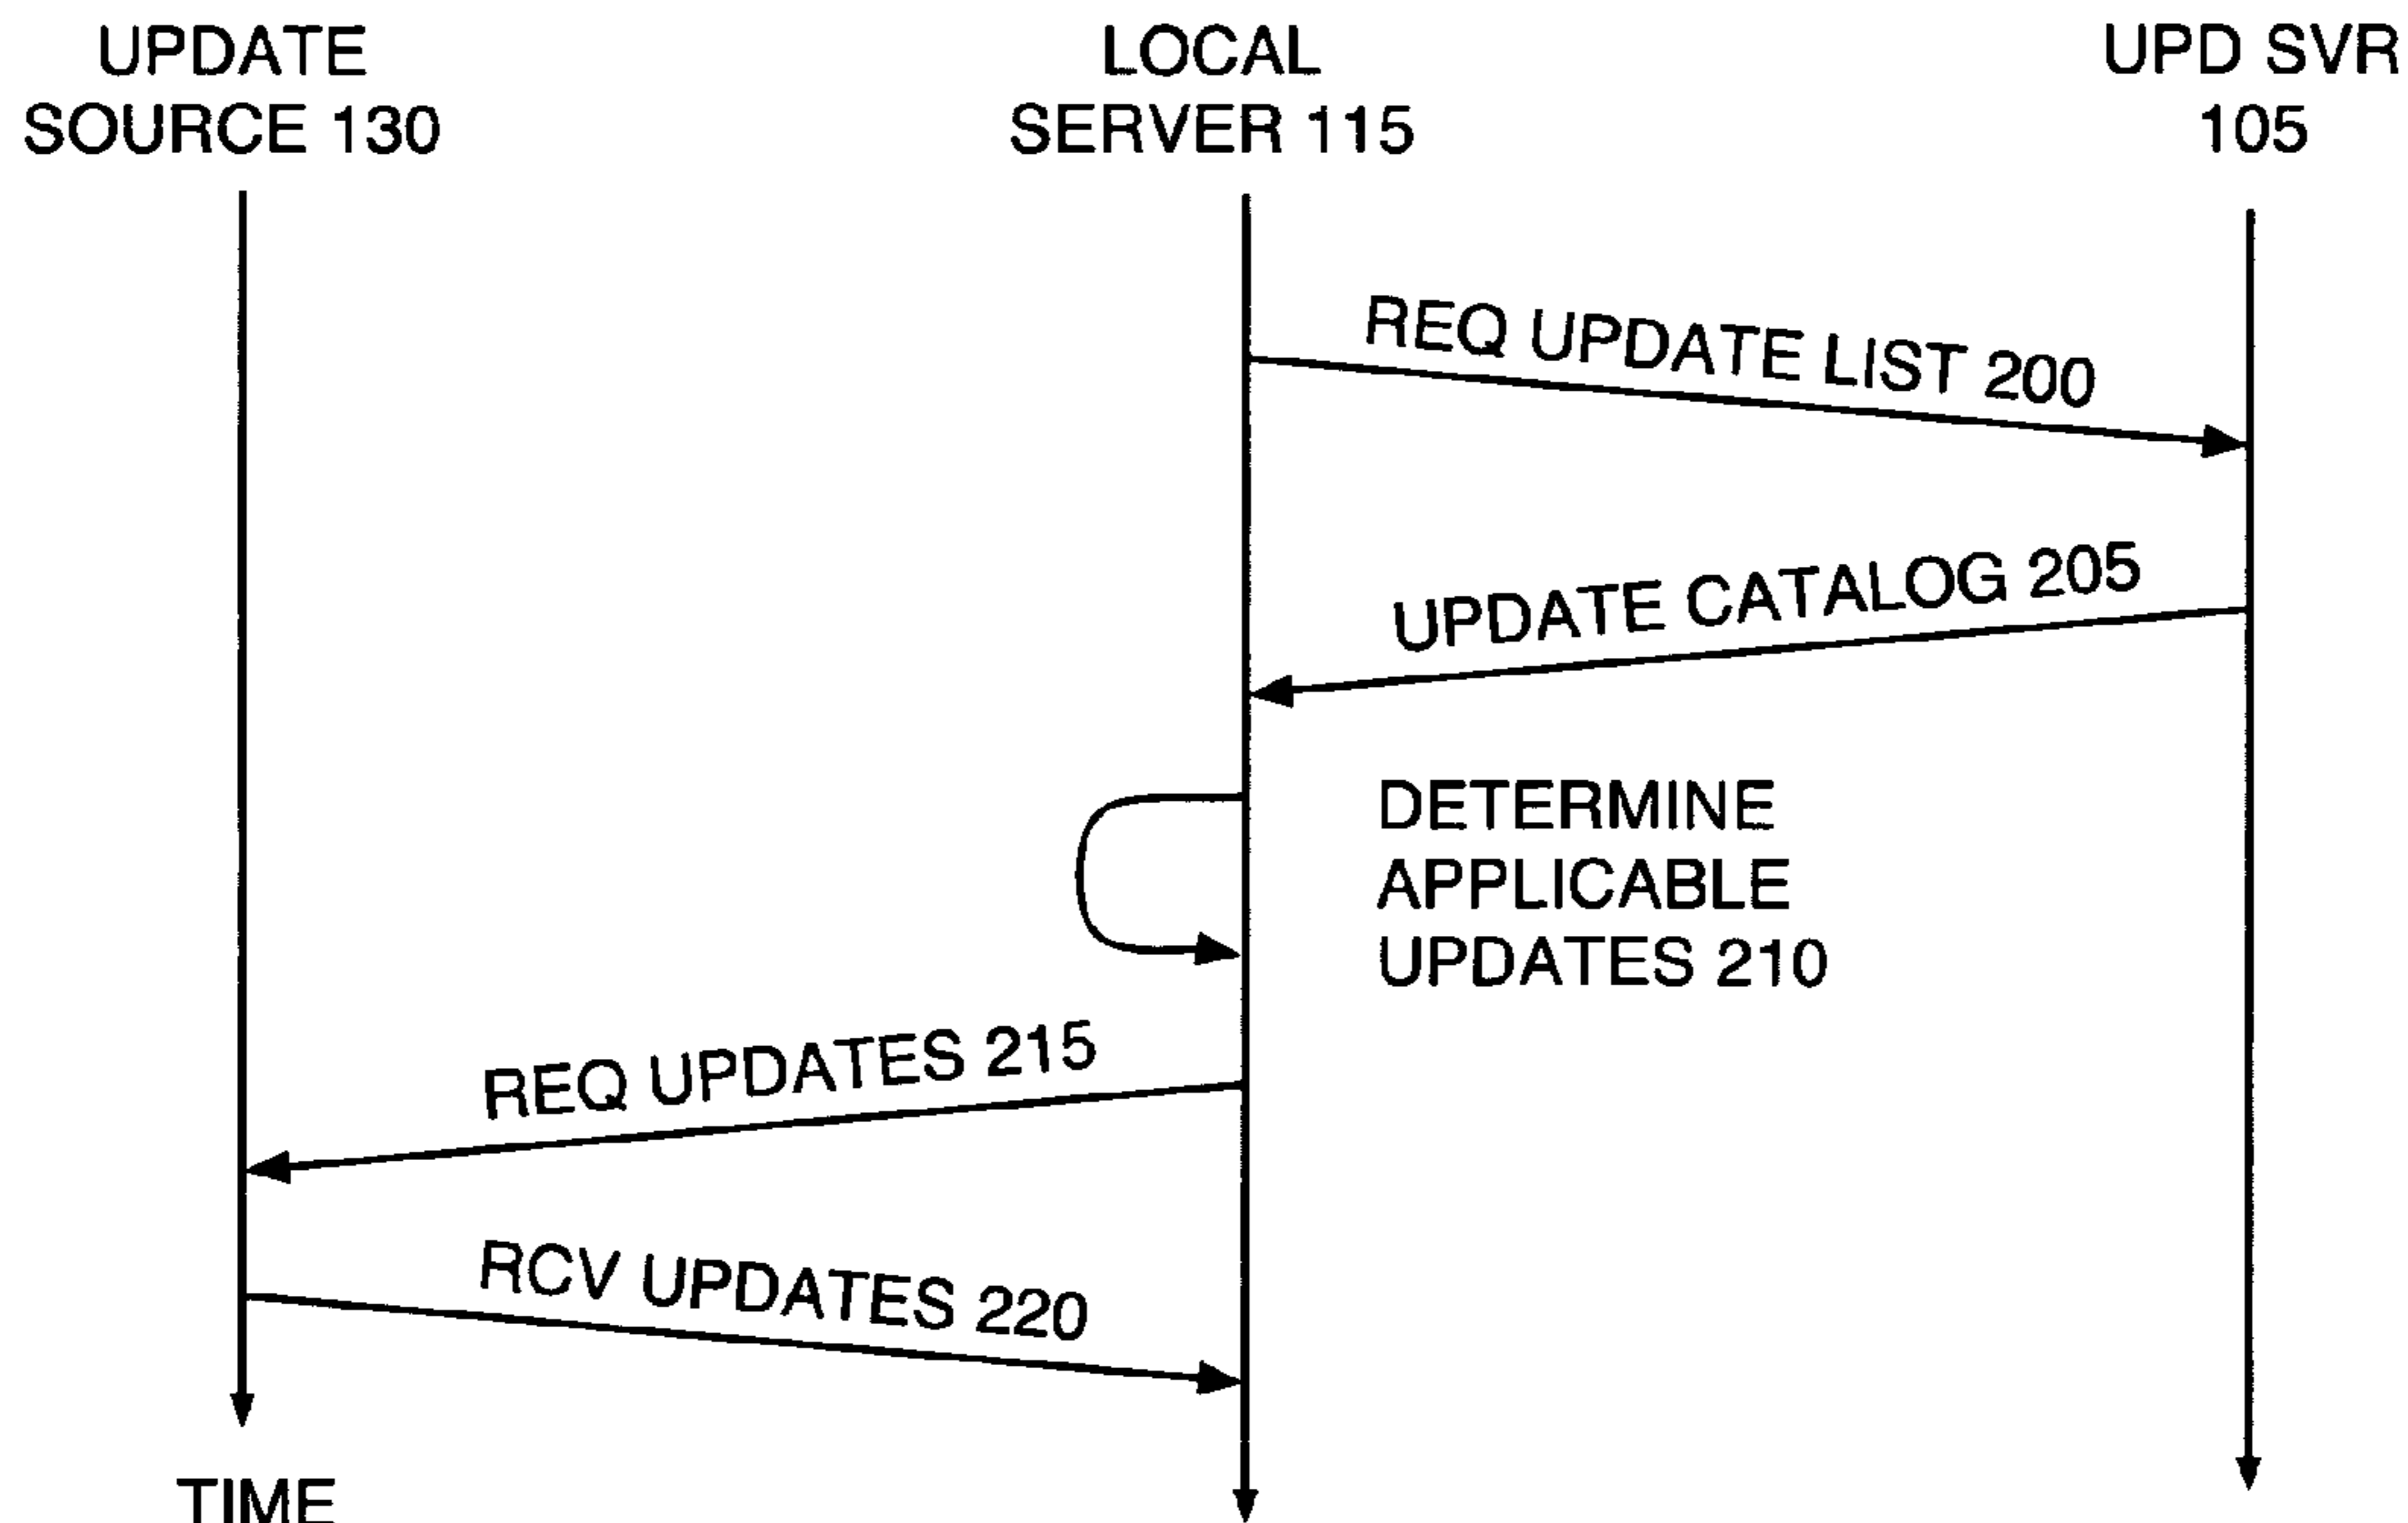 UPDATE
SOURCE 130
LOCAL
SERVER 115
UPD SVR
105
REQ UPDATE LIST 200
UPDATE CATALOG 205
DETERMINE
APPLICABLE
UPDATES 210
REQ UPDATES 215
RCV UPDATES 220
TIME